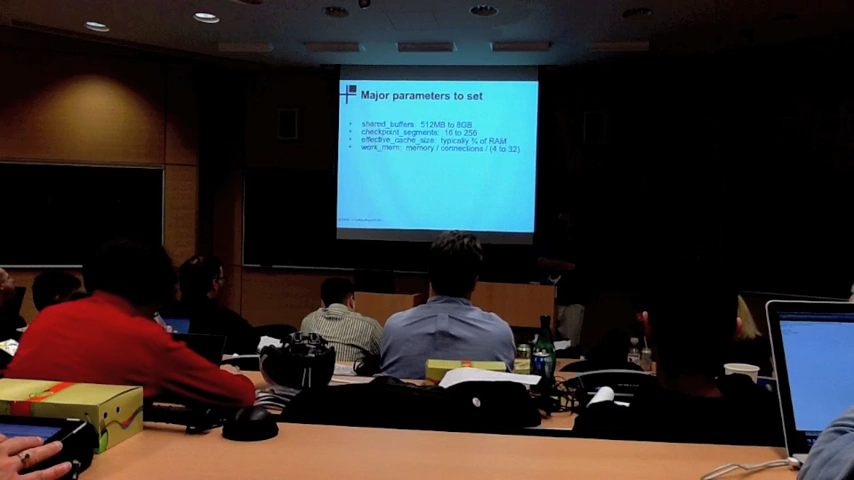 Major parameters to set
• shared_buffers: 512MB to 8GB
• checkpoint_segments: 16 to 256
• effective_cache_size: typically ¾ of RAM
• work_mem: memory / connections / (4 to 32)